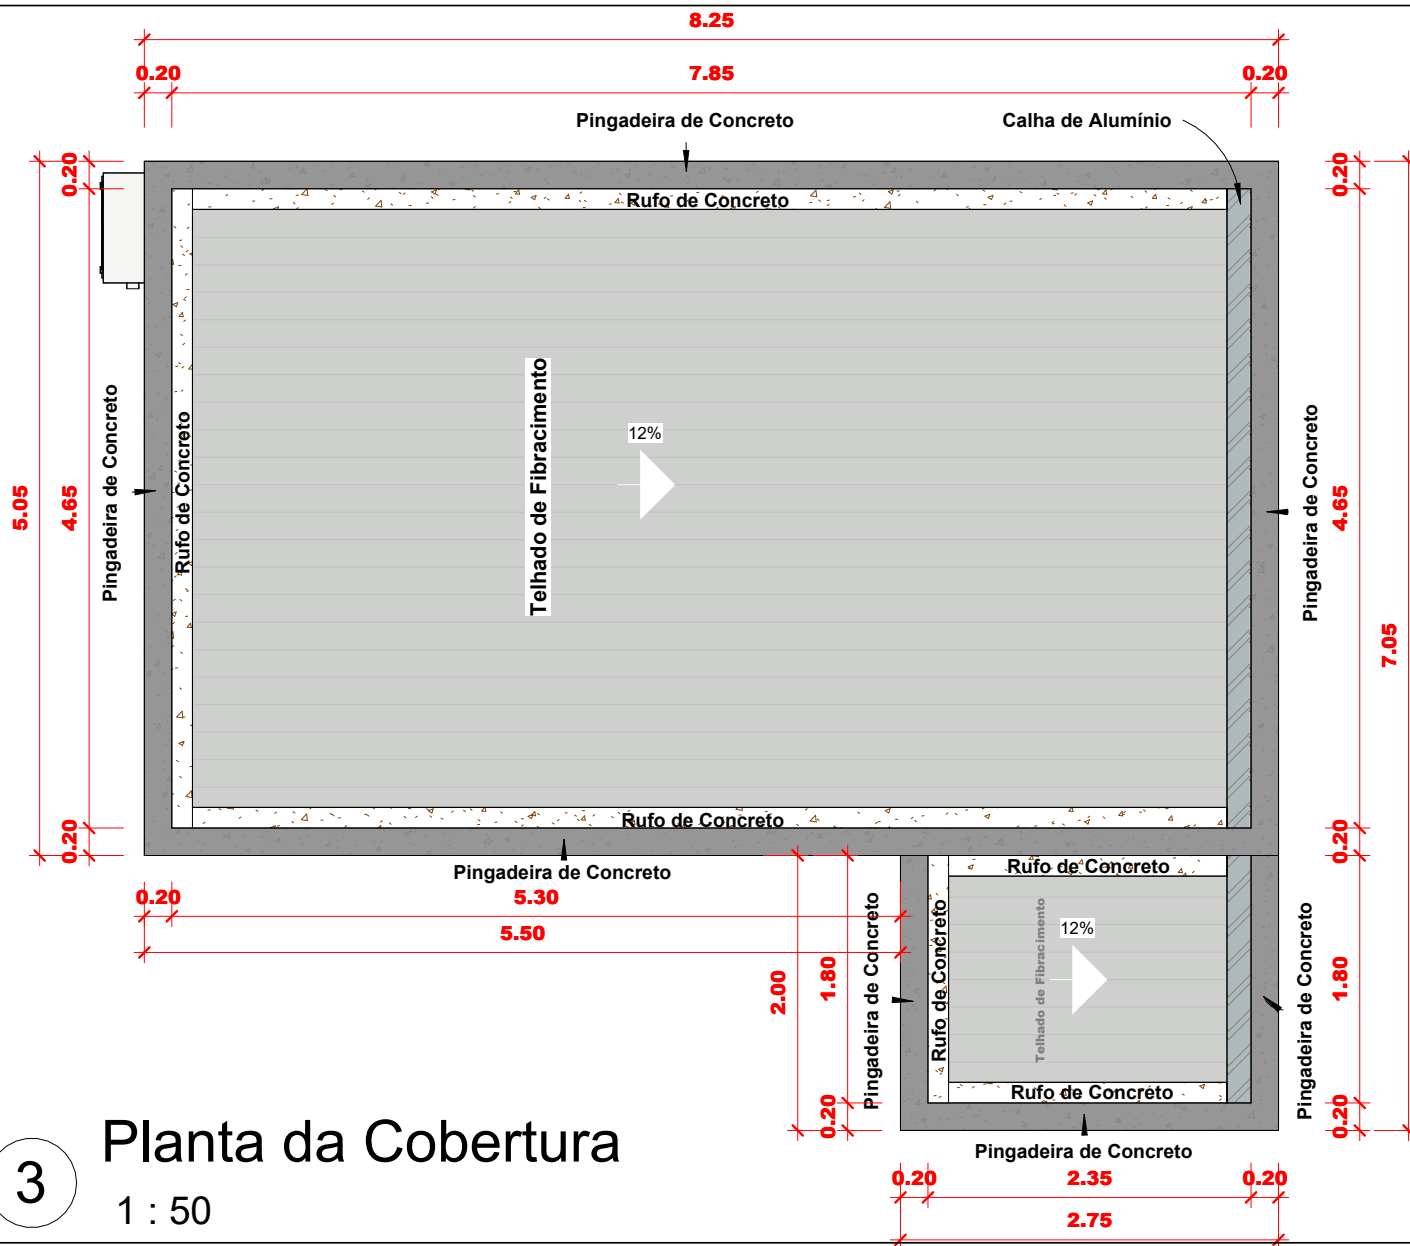 8.25
0.20
7.85
0.20
Pingadeira de Concreto
Calha de Alumínio
0.20
0.20
Rufo de Concreto
Telhado de Fibracimento
12%
Pingadeira de Concreto
Rufo de Concreto
Pingadeira de Concreto
5.05
4.65
4.65
7.05
0.20
Rufo de Concreto
0.20
Pingadeira de Concreto
Rufo de Concreto
0.20
5.30
5.50
2.00
1.80
Pingadeira de Concreto
Rufo de Concreto
Telhado de Fibracimento
12%
Pingadeira de Concreto
1.80
0.20
Rufo de Concreto
0.20
Pingadeira de Concreto
0.20
2.35
0.20
2.75
3
Planta da Cobertura
1 : 50